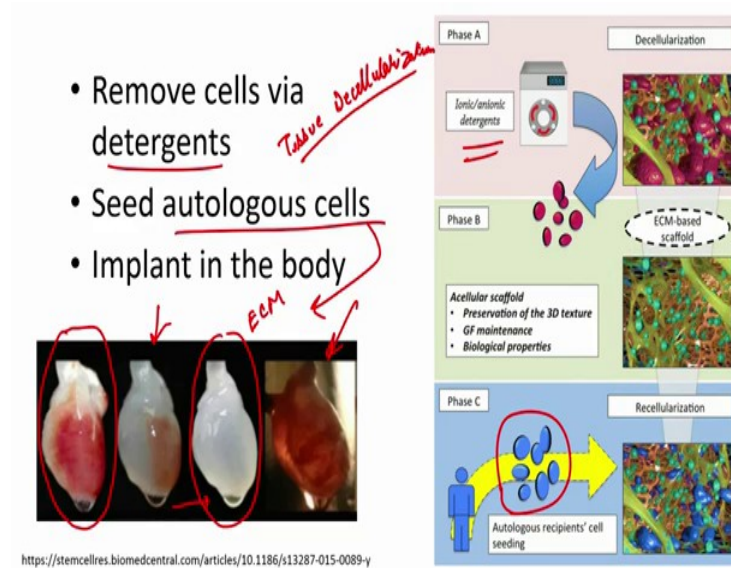 • Remove cells via
detergents
• Seed autologous cells
• Implant in the body
Tissue Decellularization
ECM
https://stemcellres.biomedcentral.com/articles/10.1186/s13287-015-0089-y
Phase A
Decellularization
Ionic/anionic
detergents
Phase B
ECM-based
scaffold
Acellular scaffold
• Preservation of the 3D texture
• GF maintenance
• Biological properties
Phase C
Recellularization
Autologous recipients' cell
seeding